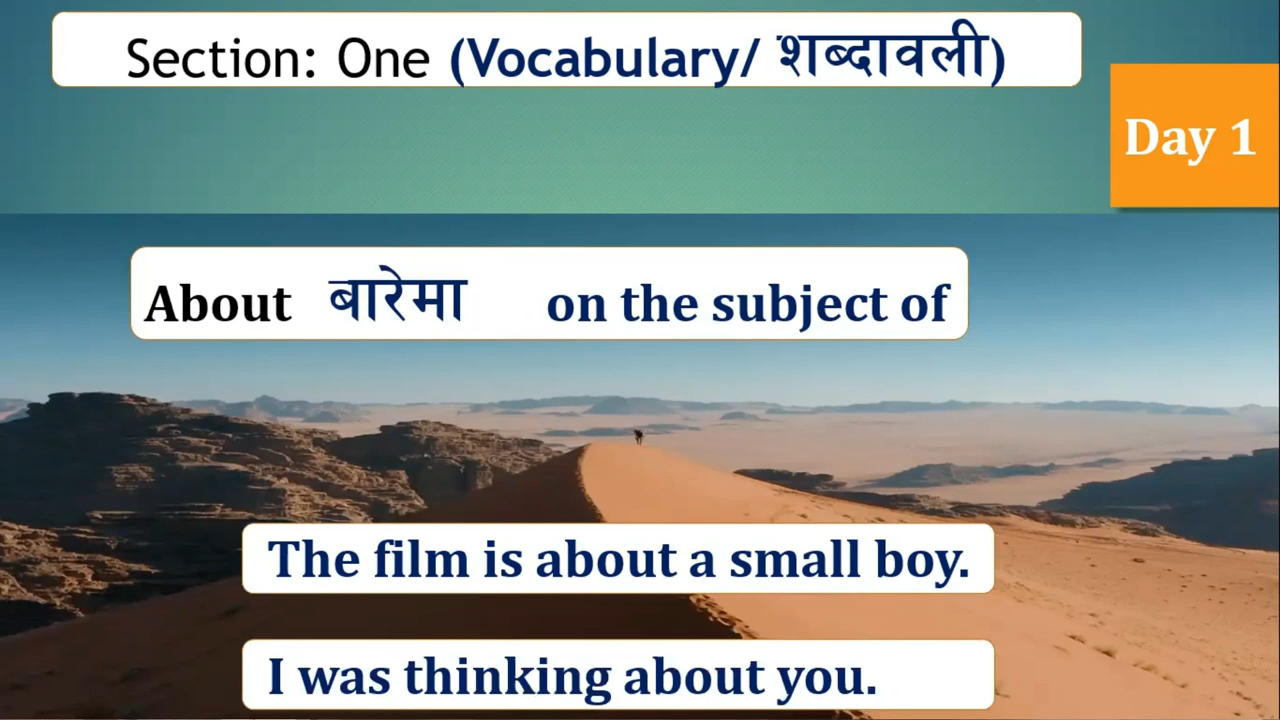 Section: One (Vocabulary/ शब्दावली)
Day 1
About बारेमा on the subject of
The film is about a small boy.
I was thinking about you.